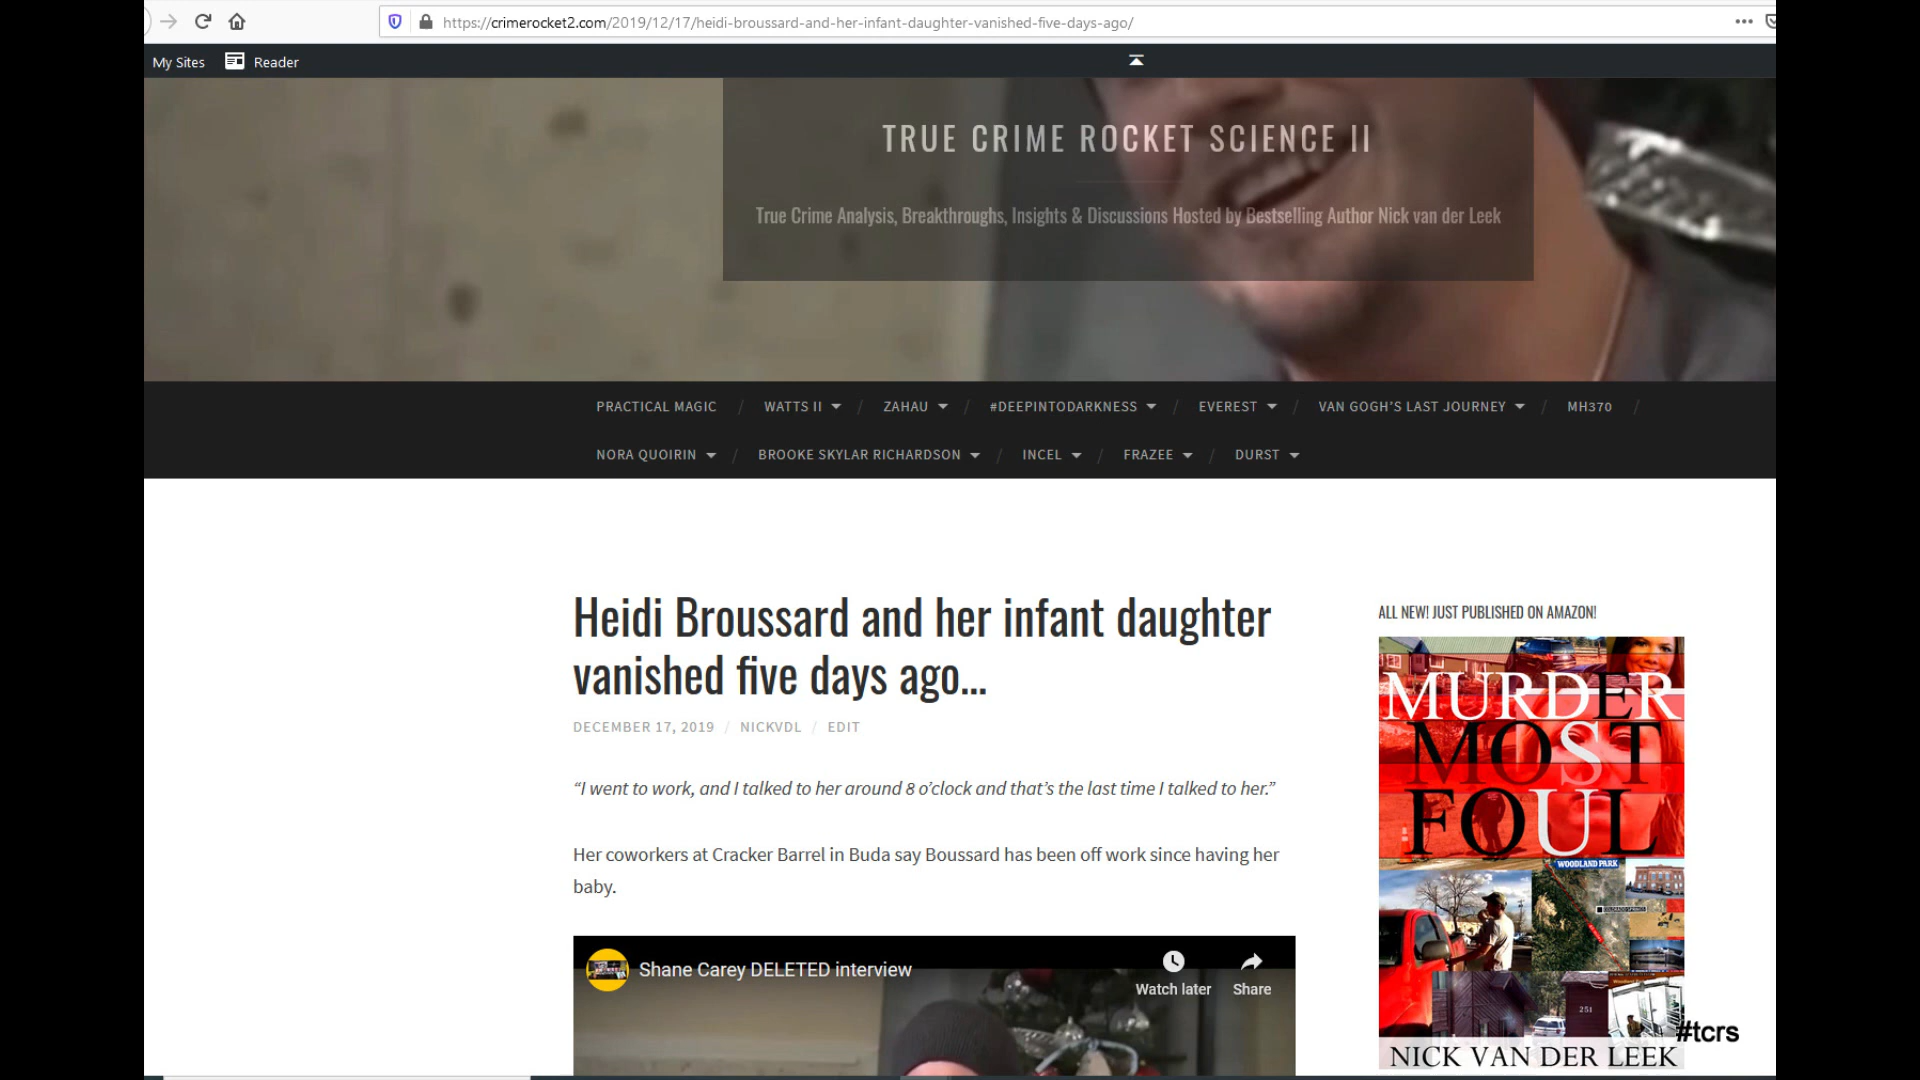 https://crimerocket2.com/2019/12/17/heidi-broussard-and-her-infant-daughter-vanished-five-days-ago/
My Sites Reader
TRUE CRIME ROCKET SCIENCE II
True Crime Analysis, Breakthroughs, Insights & Discussions Hosted by Bestselling Author Nick van der Leek
PRACTICAL MAGIC / WATTS II / ZAHAU / #DEEPINTODARKNESS / EVEREST / VAN GOGH'S LAST JOURNEY / MH370 /
NORA QUOIRIN / BROOKE SKYLAR RICHARDSON / INCEL / FRAZEE / DURST
Heidi Broussard and her infant daughter
vanished five days ago...
DECEMBER 17, 2019 / NICKVDL / EDIT
“I went to work, and I talked to her around 8 o’clock and that’s the last time I talked to her.”
Her coworkers at Cracker Barrel in Buda say Boussard has been off work since having her
baby.
Shane Carey DELETED interview
Watch later Share
ALL NEW! JUST PUBLISHED ON AMAZON!
MURDER
MOST
FOUL
WOODLAND PARK
251
NICK VAN DER LEEK
#tcrs